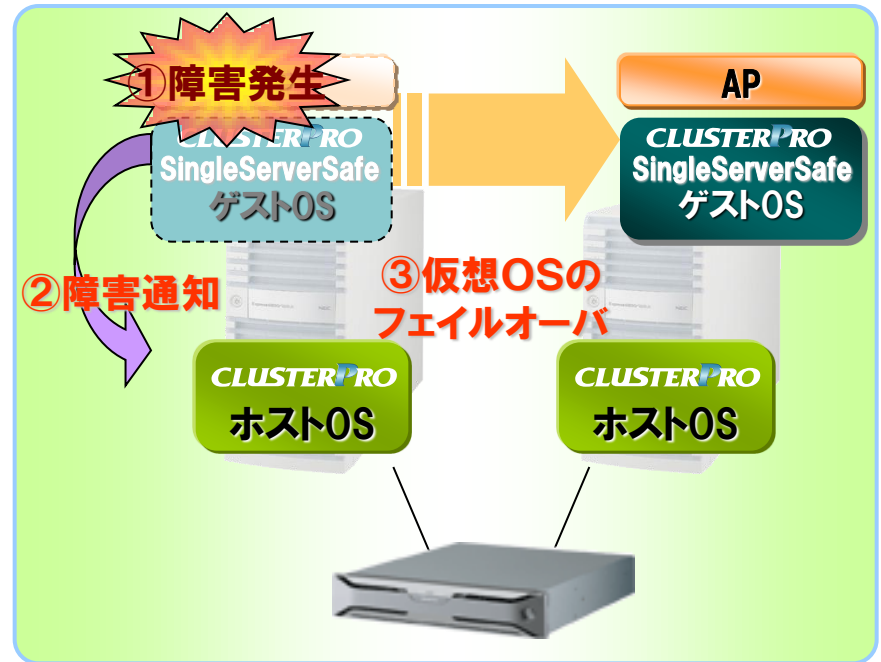 ①障害発生
AP
CLUSTERPRO
SingleServerSafe
ゲストOS
CLUSTERPRO
SingleServerSafe
ゲストOS
②障害通知
③仮想OSの
フェイルオーバ
CLUSTERPRO
ホストOS
CLUSTERPRO
ホストOS